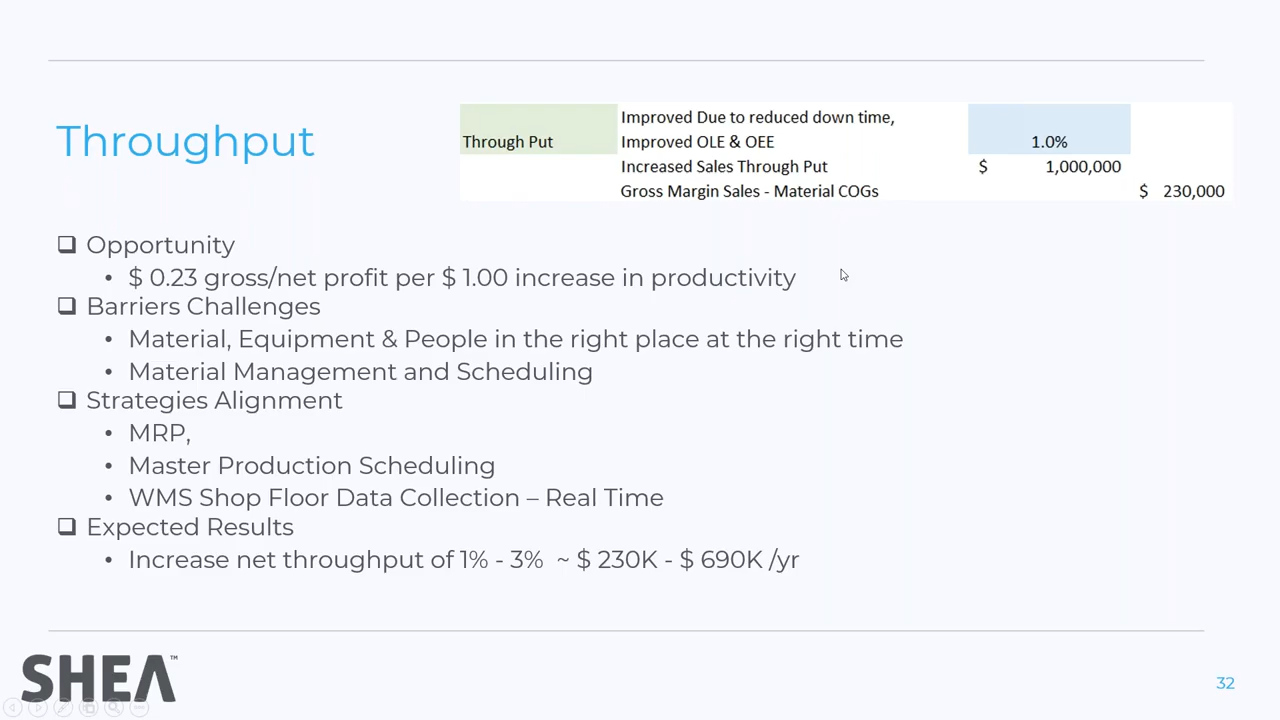 Throughput
Improved Due to reduced down time,
Through Put Improved OLE & OEE 1.0%
Increased Sales Through Put $ 1,000,000
Gross Margin Sales - Material COGs $ 230,000
Opportunity
• $ 0.23 gross/net profit per $ 1.00 increase in productivity
Barriers Challenges
• Material, Equipment & People in the right place at the right time
• Material Management and Scheduling
Strategies Alignment
• MRP,
• Master Production Scheduling
• WMS Shop Floor Data Collection – Real Time
Expected Results
• Increase net throughput of 1% - 3% ~ $ 230K - $ 690K /yr
SHEA™
32